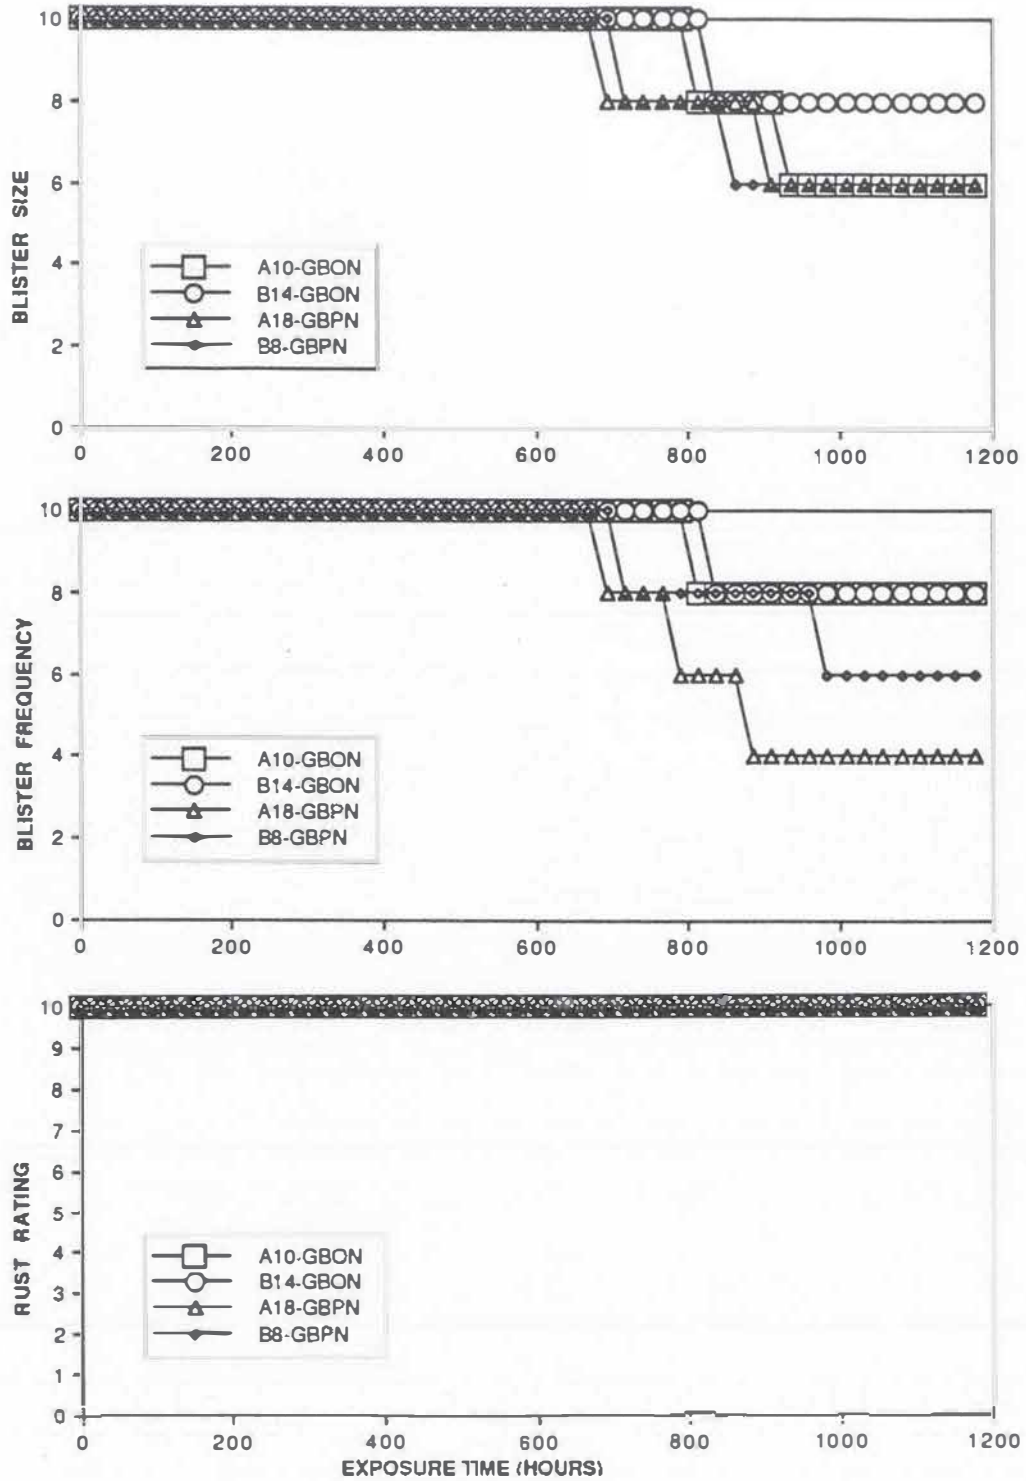 BLISTER SIZE
10
8
6
4
2
0
A10-GBON
B14-GBON
A18-GBPN
B8-GBPN
0 200 400 600 800 1000 1200
BLISTER FREQUENCY
10
8
6
4
2
0
A10-GBON
B14-GBON
A18-GBPN
B8-GBPN
0 200 400 600 800 1000 1200
RUST RATING
10
9
8
7
6
5
4
3
2
1
0
A10-GBON
B14-GBON
A18-GBPN
B8-GBPN
0 200 400 600 800 1000 1200
EXPOSURE TIME (HOURS)